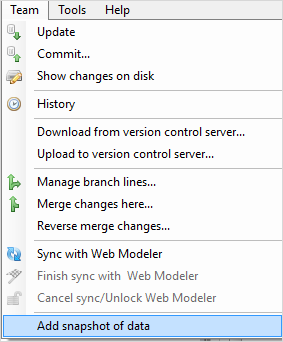 Team Tools Help
Update
Commit...
Show changes on disk
History
Download from version control server...
Upload to version control server...
Manage branch lines...
Merge changes here...
Reverse merge changes...
Sync with Web Modeler
Finish sync with  Web Modeler
Cancel sync/Unlock Web Modeler
Add snapshot of data